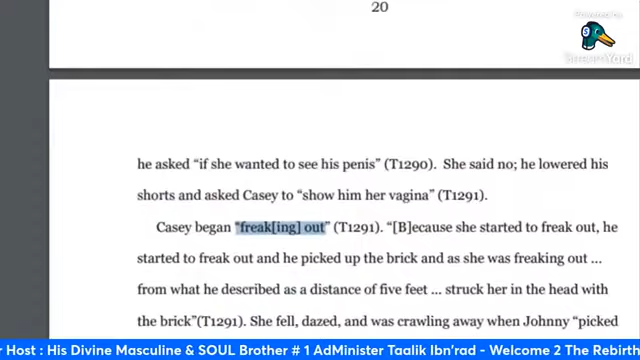 20
Powered by
StreamYard
he asked “if she wanted to see his penis” (T1290).  She said no; he lowered his
shorts and asked Casey to “show him her vagina” (T1291).
Casey began “freak[ing] out” (T1291). “[B]ecause she started to freak out, he
started to freak out and he picked up the brick and as she was freaking out ...
from what he described as a distance of five feet ... struck her in the head with
the brick”(T1291). She fell, dazed, and was crawling away when Johnny “picked
r Host : His Divine Masculine & SOUL Brother # 1 AdMinister Taalik Ibn'rad - Welcome 2 The Rebirth